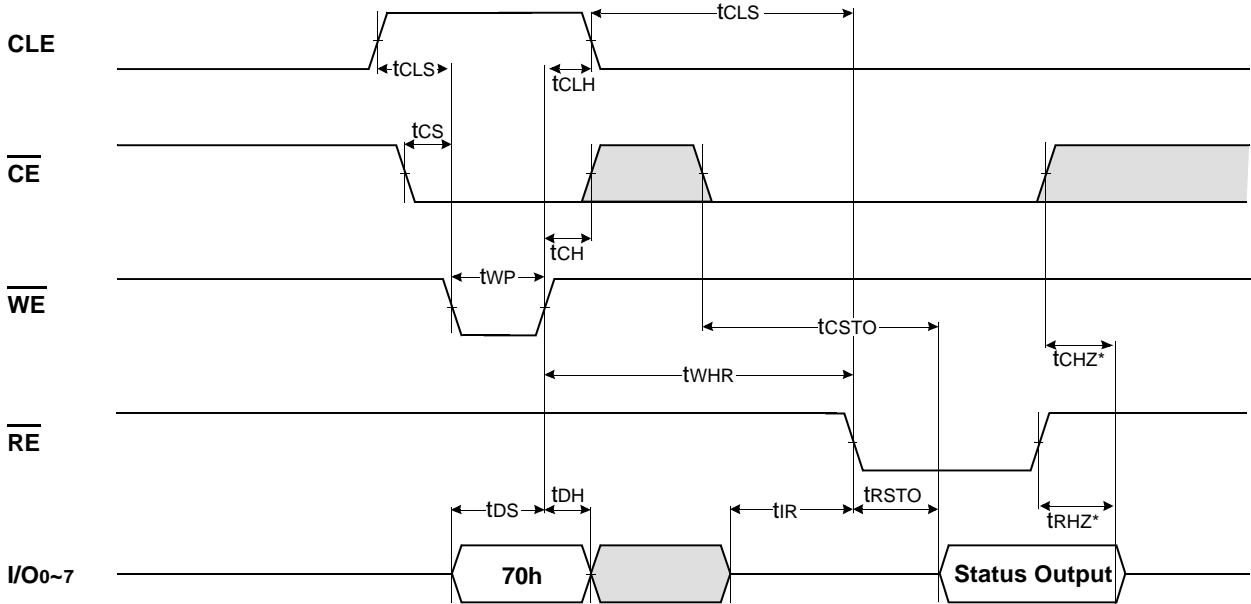 tCLS
CLE
tCLS
tCLH
tCS
CE
tCH
tWP
WE
tCSTO
tCHZ*
tWHR
RE
tDS
tDH
tIR
tRSTO
tRHZ*
I/O0~7
70h
Status Output